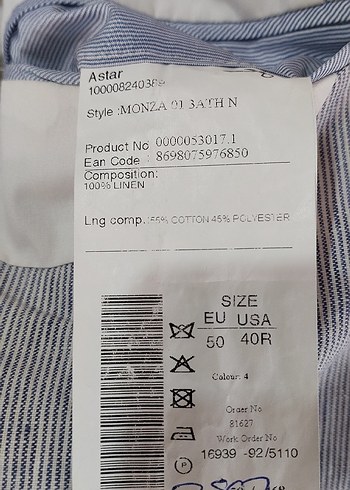 Astar
Style :MONZA 01 3ATH N
Product No 0000053017.1
Ean Code : 8698075976850
Composition:
100% LINEN
Lng comp.:55% COTTON 45% POLYESTER
SIZE
EU USA
50 40R
Colour: 4
Order No
81627
Work Order No
16939 -92/5110
P